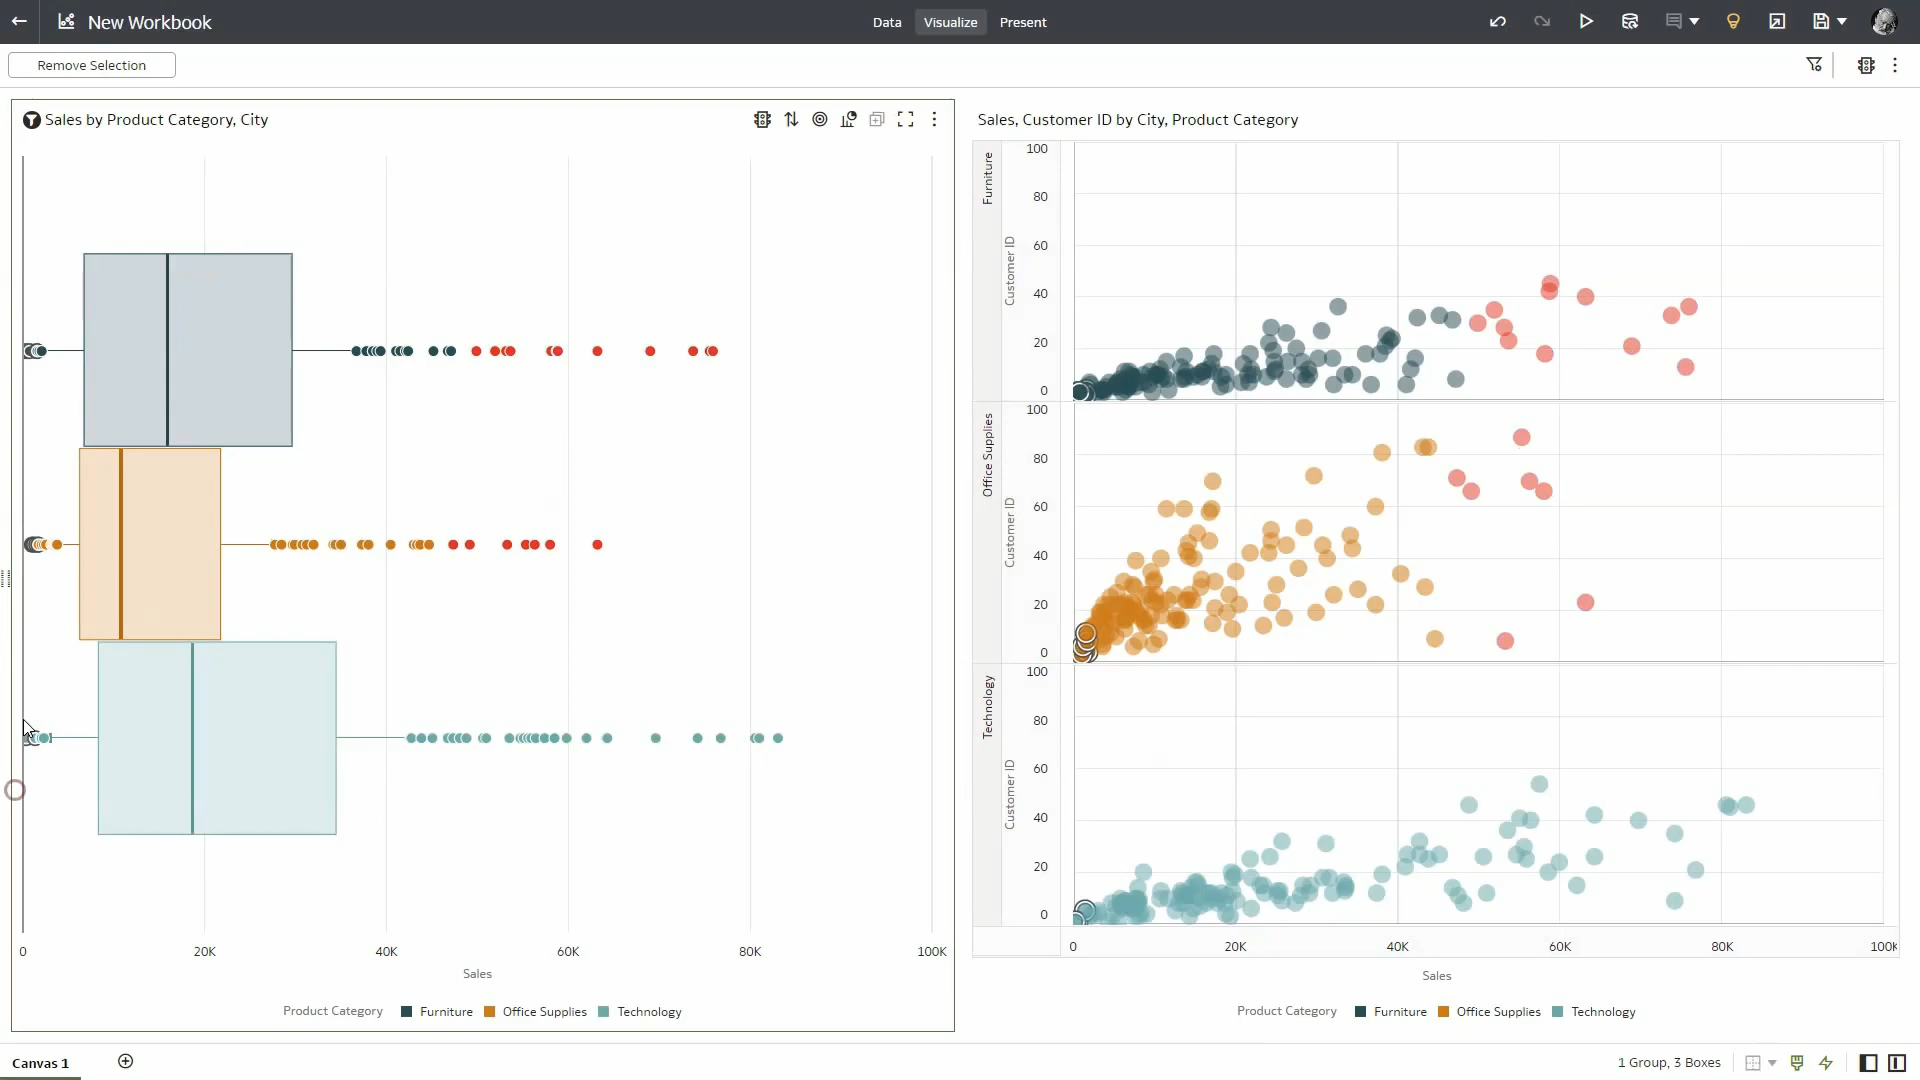 New Workbook
Data Visualize Present
Remove Selection
Sales by Product Category, City
0 20K 40K 60K 80K 100K
Sales
Product Category Furniture Office Supplies Technology
Sales, Customer ID by City, Product Category
Furniture
Customer ID
100
80
60
40
20
0
Office Supplies
Customer ID
100
80
60
40
20
0
Technology
Customer ID
100
80
60
40
20
0
0 20K 40K 60K 80K 100K
Sales
Product Category Furniture Office Supplies Technology
Canvas 1
1 Group, 3 Boxes